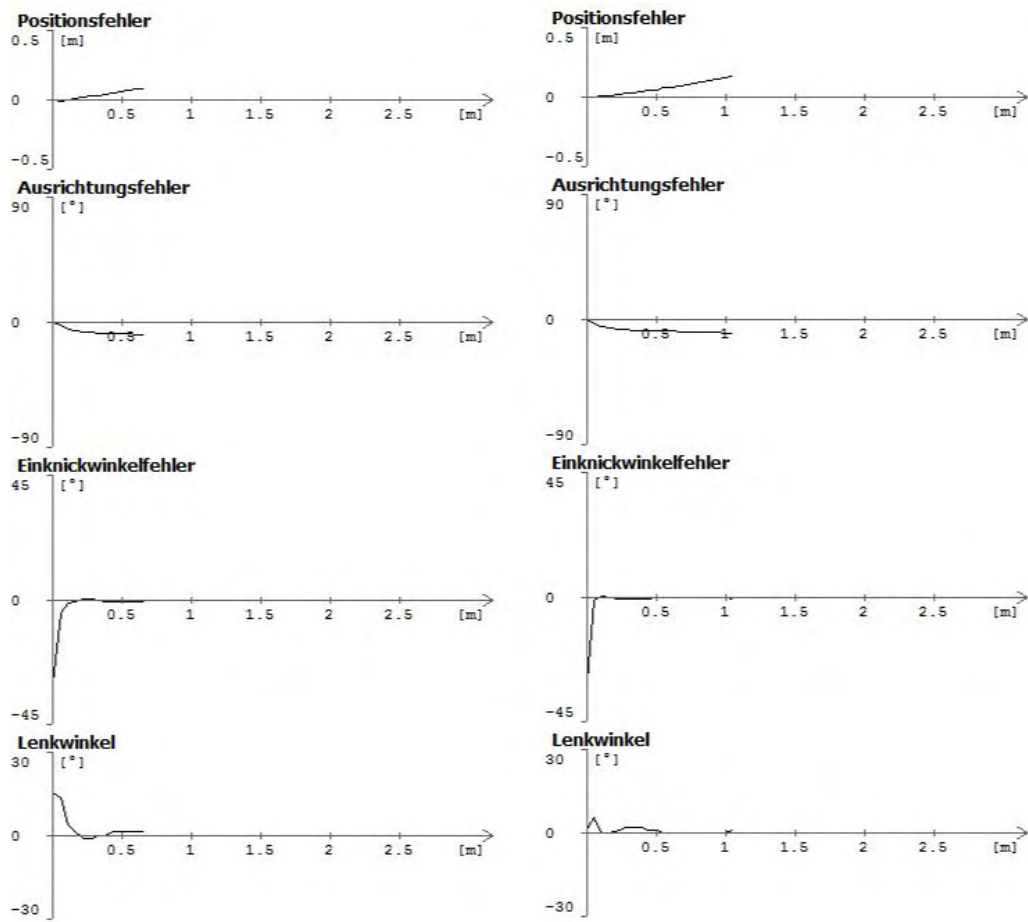 Positionsfehler
0.5 [m]
0
0.5 1 1.5 2 2.5 [m]
-0.5
Ausrichtungsfehler
90 [°]
0
0.5 1 1.5 2 2.5 [m]
-90
Einknickwinkelfehler
45 [°]
0
0.5 1 1.5 2 2.5 [m]
-45
Lenkwinkel
30 [°]
0
0.5 1 1.5 2 2.5 [m]
-30
Positionsfehler
0.5 [m]
0
0.5 1 1.5 2 2.5 [m]
-0.5
Ausrichtungsfehler
90 [°]
0
0.5 1 1.5 2 2.5 [m]
-90
Einknickwinkelfehler
45 [°]
0
0.5 1 1.5 2 2.5 [m]
-45
Lenkwinkel
30 [°]
0
0.5 1 1.5 2 2.5 [m]
-30